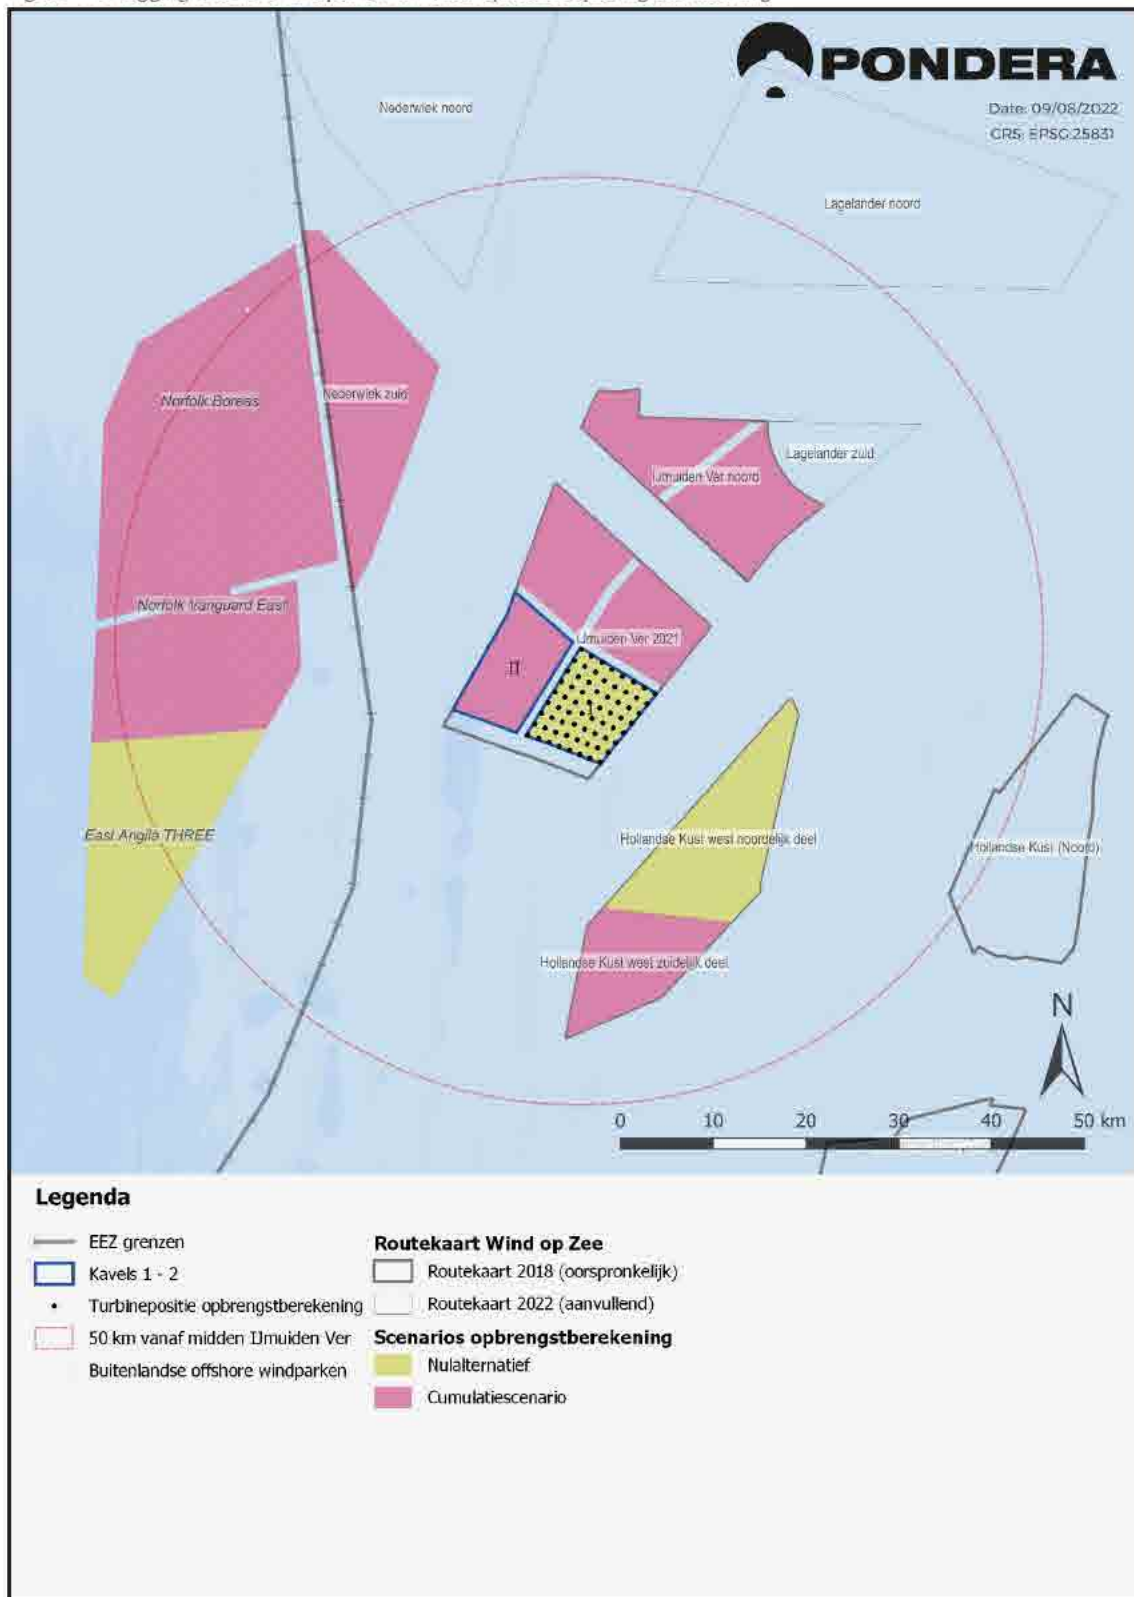 PONDERA
Date: 09/08/2022
CRS: EPSG:25831
Nederwiek noord
Lagelander noord
Norfolk Boreas
Nederwiek zuid
Lagelander zuid
IJmuiden Ver noord
Norfolk Vanguard East
IJmuiden Ver 2021
II
I
East Anglia THREE
Hollandse Kust west noordelijk deel
Hollandse Kust (Noord)
Hollandse Kust west zuidelijk deel
N
0 10 20 30 40 50 km
Legenda
EEZ grenzen
Kavels 1 - 2
Turbinepositie opbrengstberekening
50 km vanaf midden IJmuiden Ver
Buitenlandse offshore windparken
Routekaart Wind op Zee
Routekaart 2018 (oorspronkelijk)
Routekaart 2022 (aanvullend)
Scenarios opbrengstberekening
Nulalternatief
Cumulatiescenario